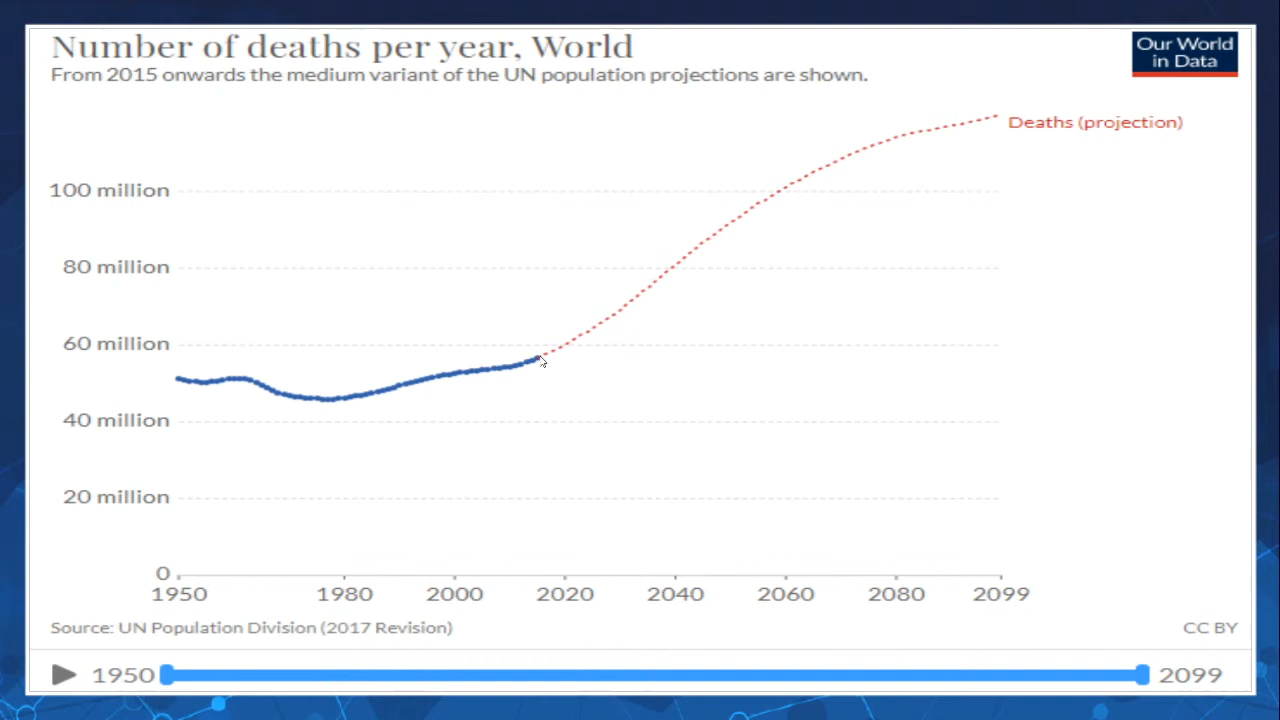 Number of deaths per year, World
From 2015 onwards the medium variant of the UN population projections are shown.
Our World
in Data
Deaths (projection)
100 million
80 million
60 million
40 million
20 million
0
1950 1980 2000 2020 2040 2060 2080 2099
Source: UN Population Division (2017 Revision) CC BY
1950 2099